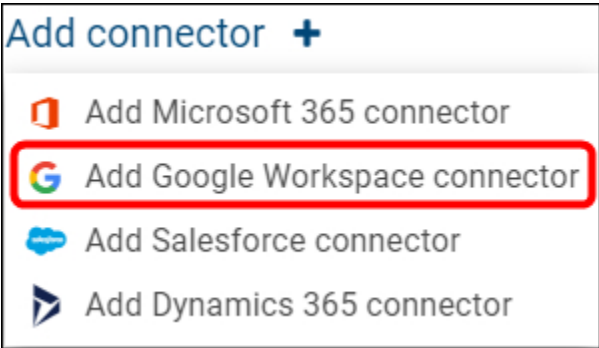 Add connector +
Add Microsoft 365 connector
Add Google Workspace connector
Add Salesforce connector
Add Dynamics 365 connector